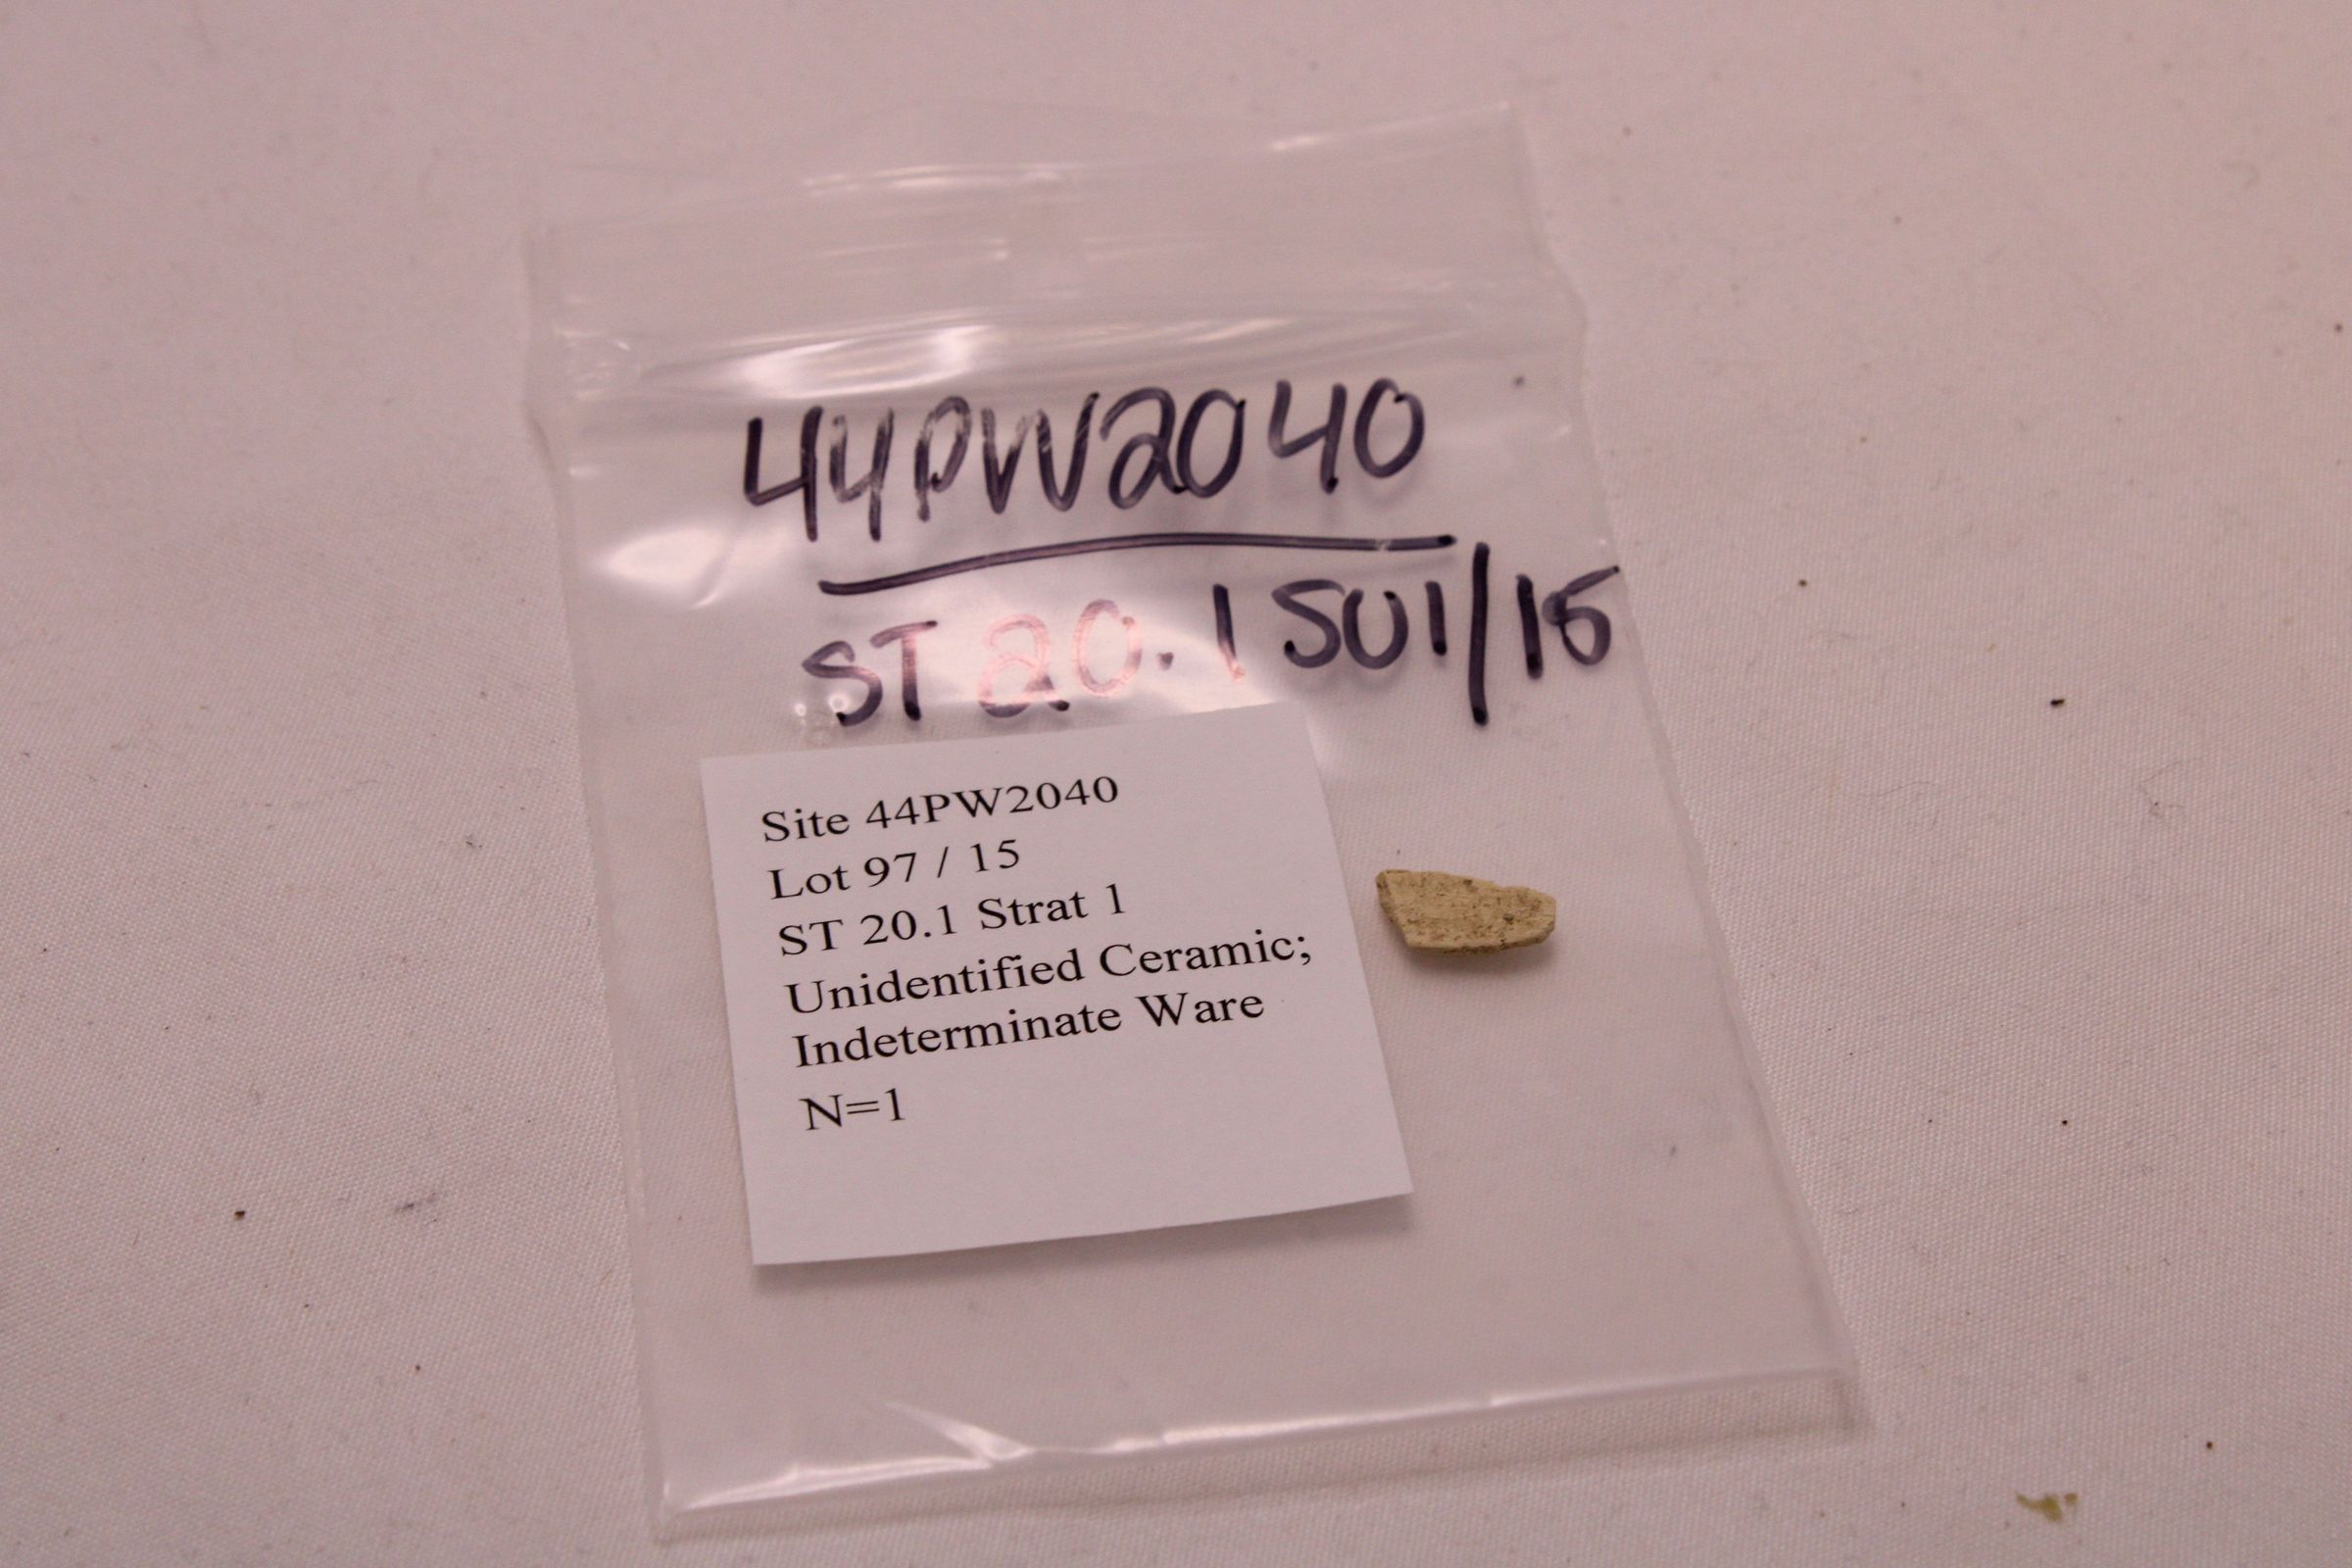 44PW2040
ST 20.1 SU1/15
Site 44PW2040
Lot 97 / 15
ST 20.1 Strat 1
Unidentified Ceramic;
Indeterminate Ware
N=1